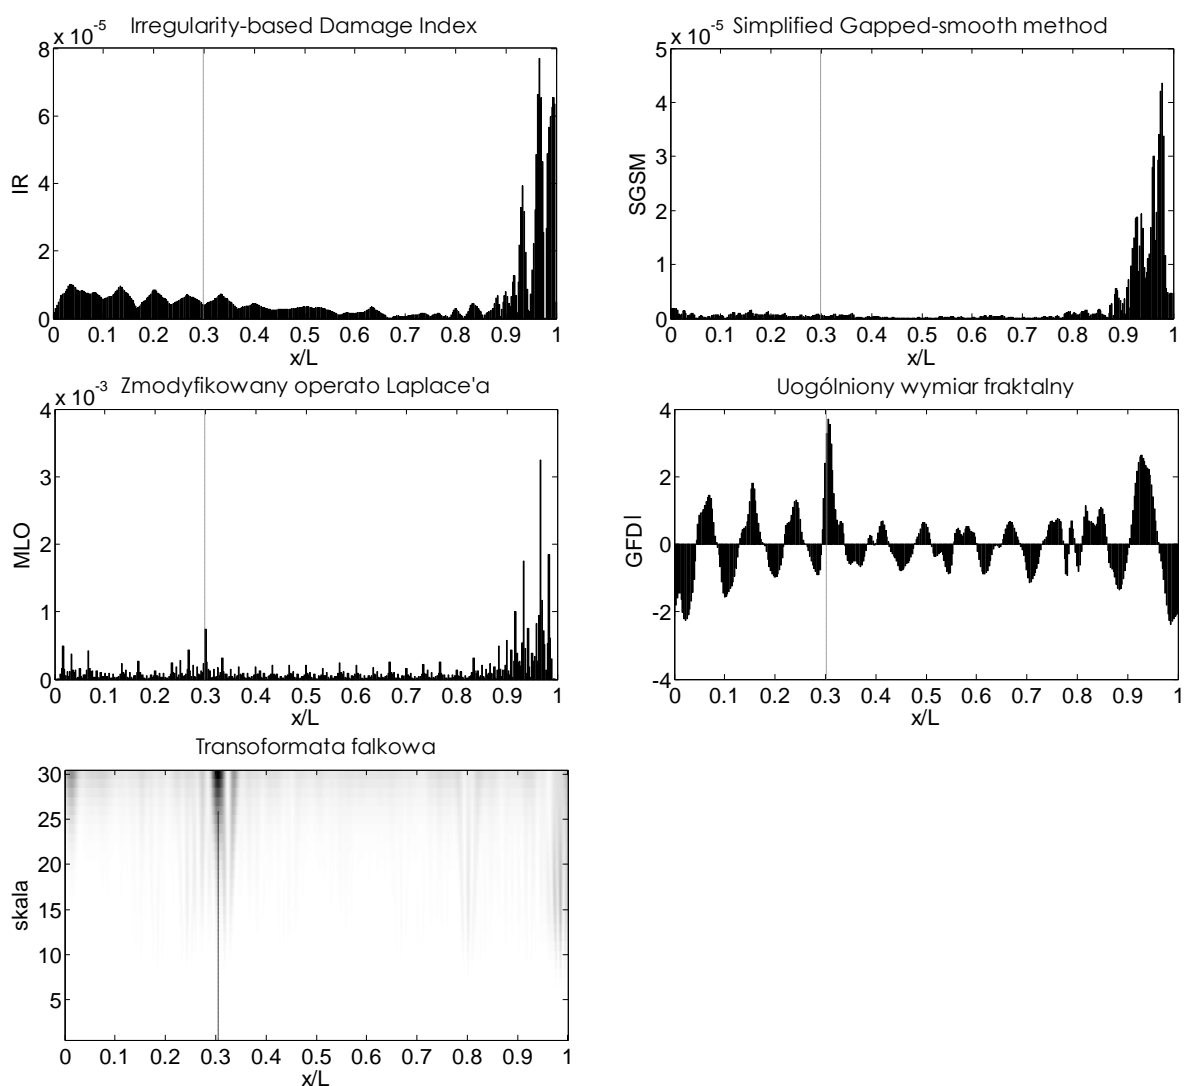 Irregularity-based Damage Index
x 10-5
8
6
4
2
0
IR
0 0.1 0.2 0.3 0.4 0.5 0.6 0.7 0.8 0.9 1
x/L
Simplified Gapped-smooth method
x 10-5
5
4
3
2
1
0
SGSM
0 0.1 0.2 0.3 0.4 0.5 0.6 0.7 0.8 0.9 1
x/L
Zmodyfikowany operato Laplace'a
x 10-3
4
3
2
1
0
MLO
0 0.1 0.2 0.3 0.4 0.5 0.6 0.7 0.8 0.9 1
x/L
Uogólniony wymiar fraktalny
4
2
0
-2
-4
GFD I
0 0.1 0.2 0.3 0.4 0.5 0.6 0.7 0.8 0.9 1
x/L
Transoformata falkowa
30
25
20
15
10
5
skala
0 0.1 0.2 0.3 0.4 0.5 0.6 0.7 0.8 0.9 1
x/L